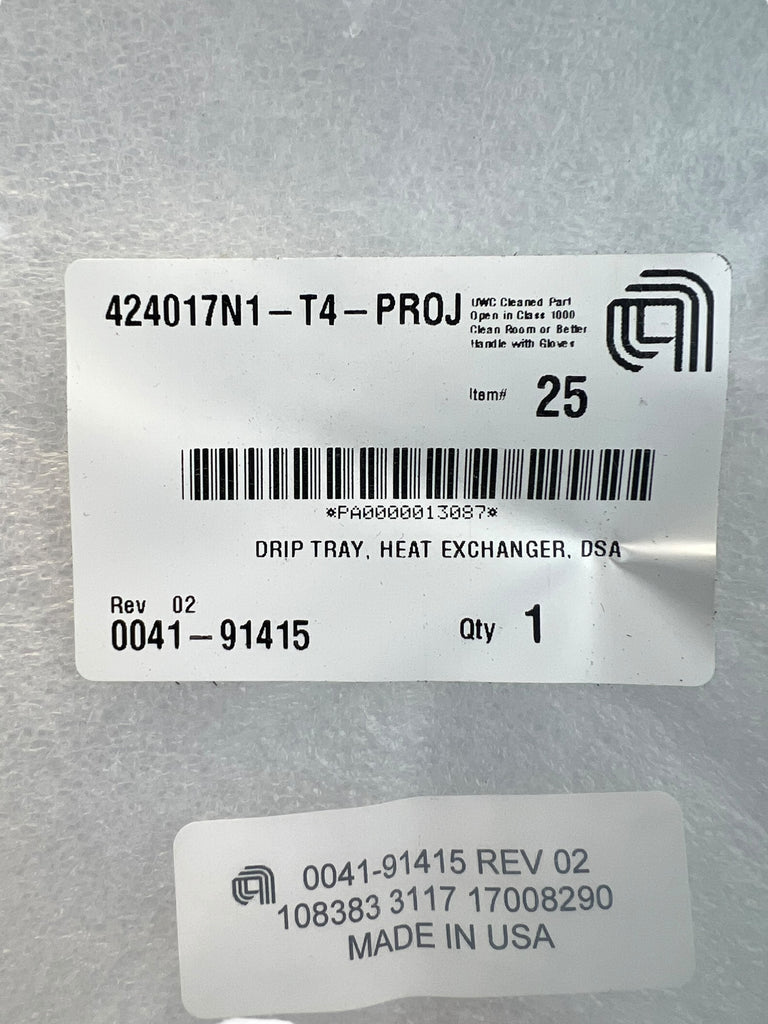 424017N1-T4-PROJ
UWC Cleaned Part
Open in Class 1000
Clean Room or Better
Handle with Gloves
Item# 25
*PA0000013087*
DRIP TRAY, HEAT EXCHANGER, DSA
Rev 02
0041-91415
Qty 1
0041-91415 REV 02
108383 3117 17008290
MADE IN USA